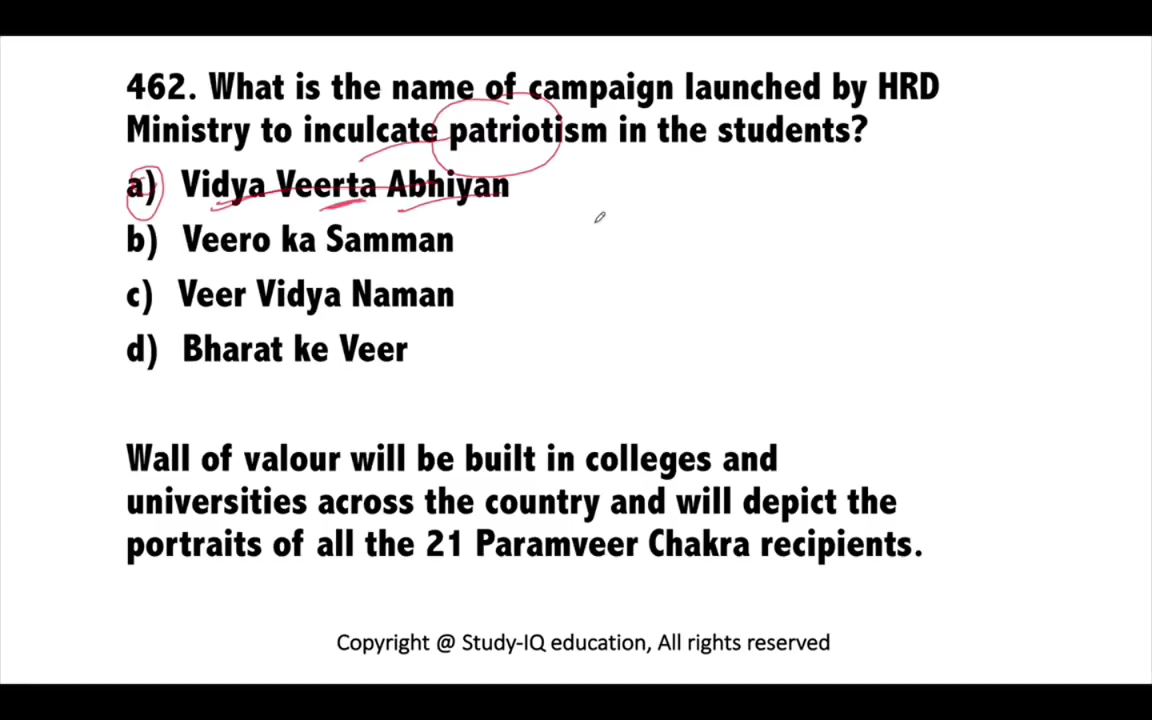 462. What is the name of campaign launched by HRD
Ministry to inculcate patriotism in the students?
a) Vidya Veerta Abhiyan
b) Veero ka Samman
c) Veer Vidya Naman
d) Bharat ke Veer
Wall of valour will be built in colleges and
universities across the country and will depict the
portraits of all the 21 Paramveer Chakra recipients.
Copyright @ Study-IQ education, All rights reserved